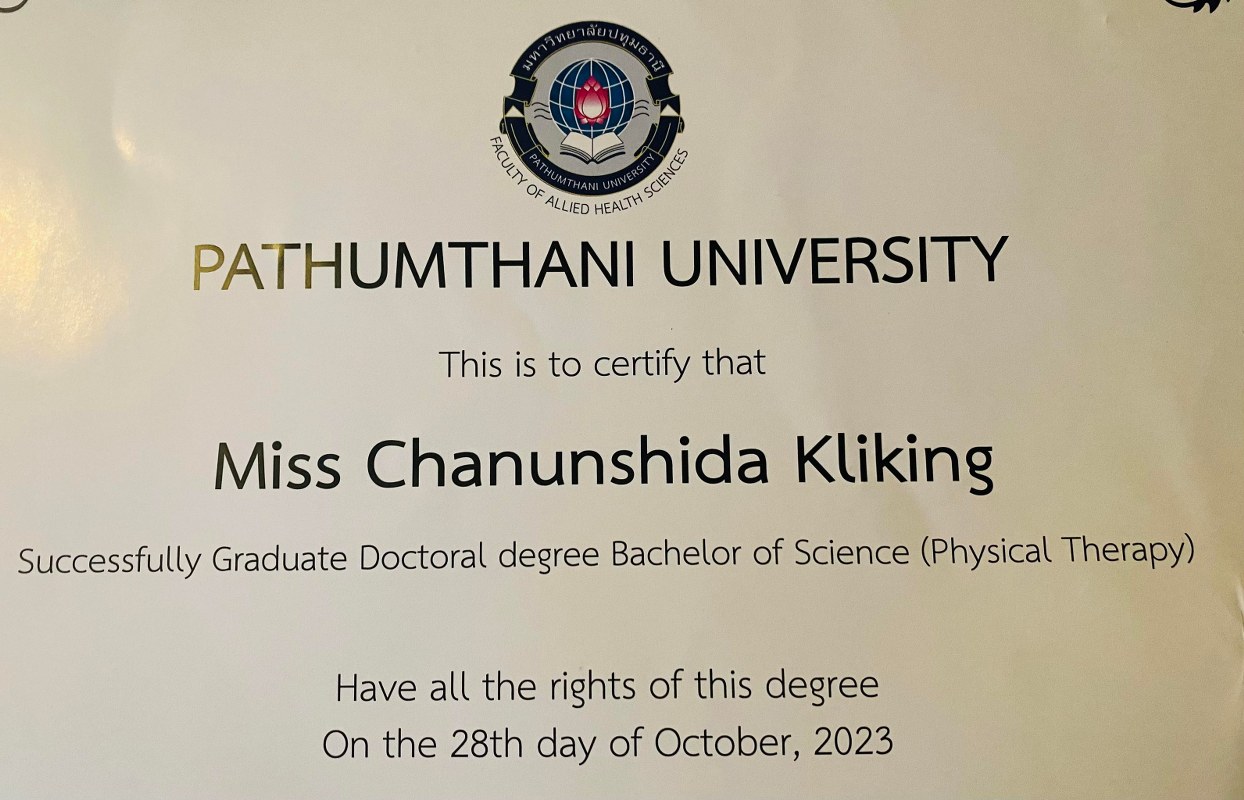 มหาวิทยาลัยปทุมธานี
PATHUMTHANI UNIVERSITY
FACULTY OF ALLIED HEALTH SCIENCES
PATHUMTHANI UNIVERSITY
This is to certify that
Miss Chanunshida Kliking
Successfully Graduate Doctoral degree Bachelor of Science (Physical Therapy)
Have all the rights of this degree
On the 28th day of October, 2023